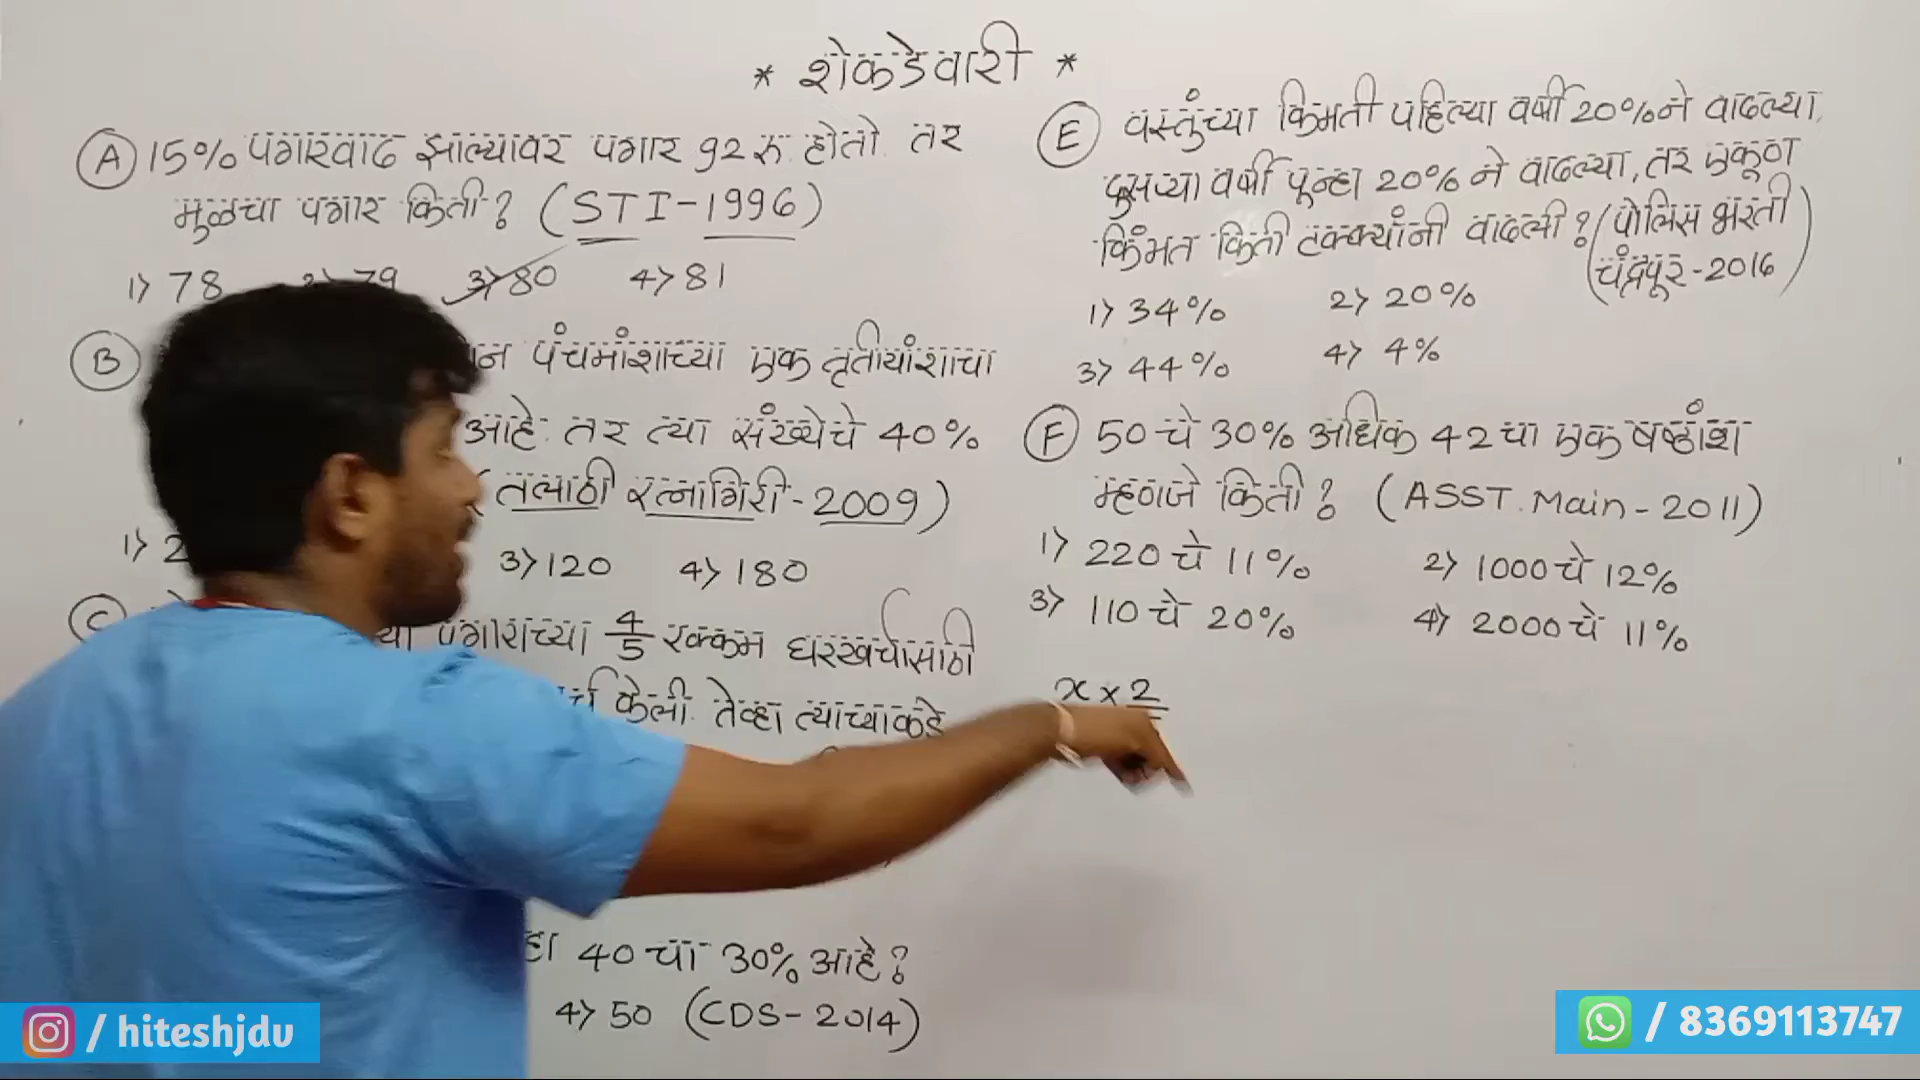 * शेकडेवारी *
A 15% पगारवाढ झाल्यावर पगार 92 रु. होतो. तर
मुळचा पगार किती? (STI-1996)
1) 78 2) 79 3) 80 4) 81
B पंचमांशाच्या एक तृतीयांशाचा
आहे. तर त्या संख्येचे 40%
(तलाठी रत्नागिरी-2009)
1) 2 3) 120 4) 180
C पगाराच्या 4/5 रक्कम घरखर्चासाठी
केली. तेव्हा त्याच्याकडे
40 चा 30% आहे?
4) 50 (CDS-2014)
E वस्तुंच्या किंमती पहिल्या वर्षी 20% ने वाढल्या,
दुसऱ्या वर्षी पून्हा 20% ने वाढल्या, तर एकूण
किंमत किती टक्क्यांनी वाढली? (पोलिस भरती
चंद्रपूर-2016)
1) 34% 2) 20%
3) 44% 4) 4%
F 50 चे 30% अधिक 42 चा एक षष्ठांश
म्हणजे किती? (ASST. Main-2011)
1) 220 चे 11% 2) 1000 चे 12%
3) 110 चे 20% 4) 2000 चे 11%
x × 2
/ hiteshjdu
/ 8369113747